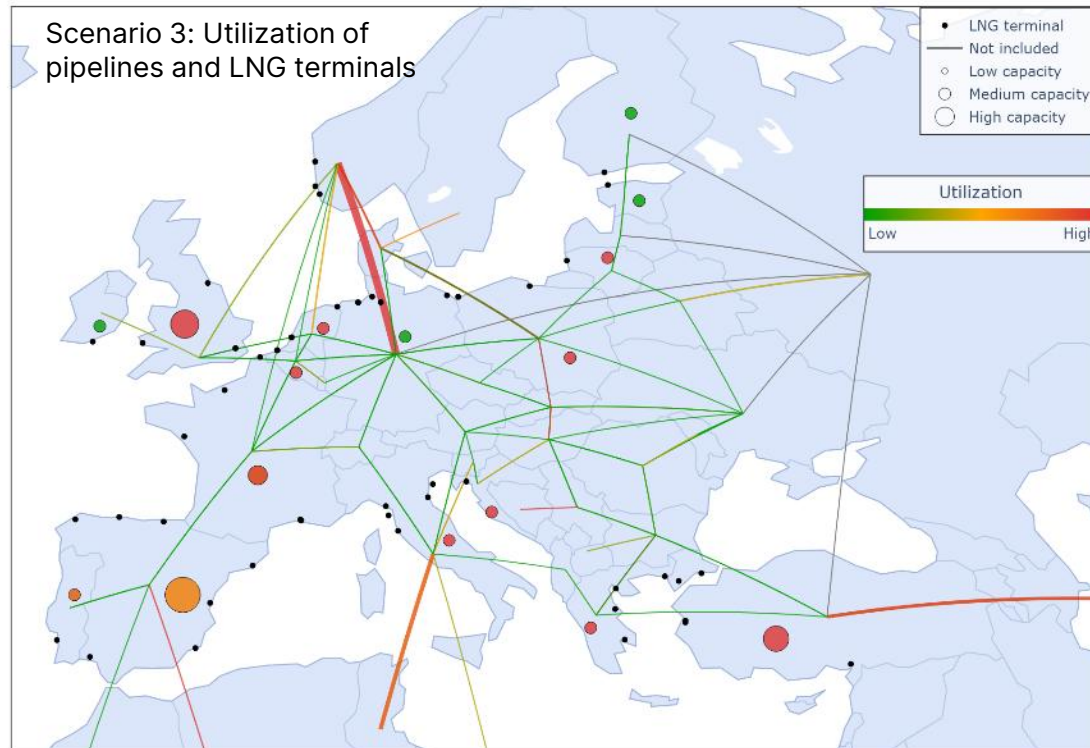 Scenario 3: Utilization of
pipelines and LNG terminals
LNG terminal
Not included
Low capacity
Medium capacity
High capacity
Utilization
Low
High